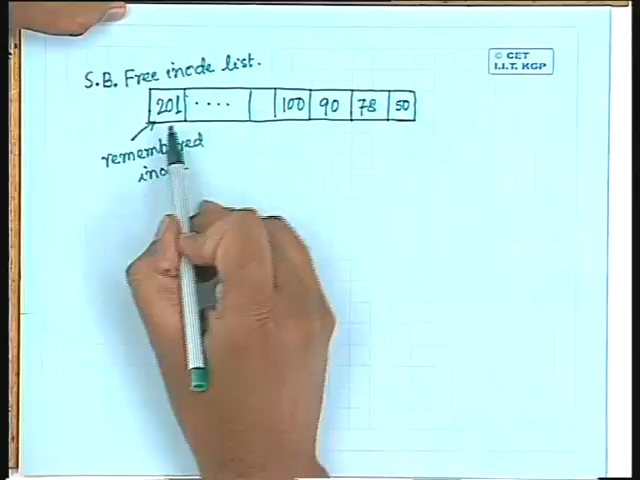 © CET
I.I.T. KGP
S.B. Free inode list.
201 .... 100 90 78 50
remembered